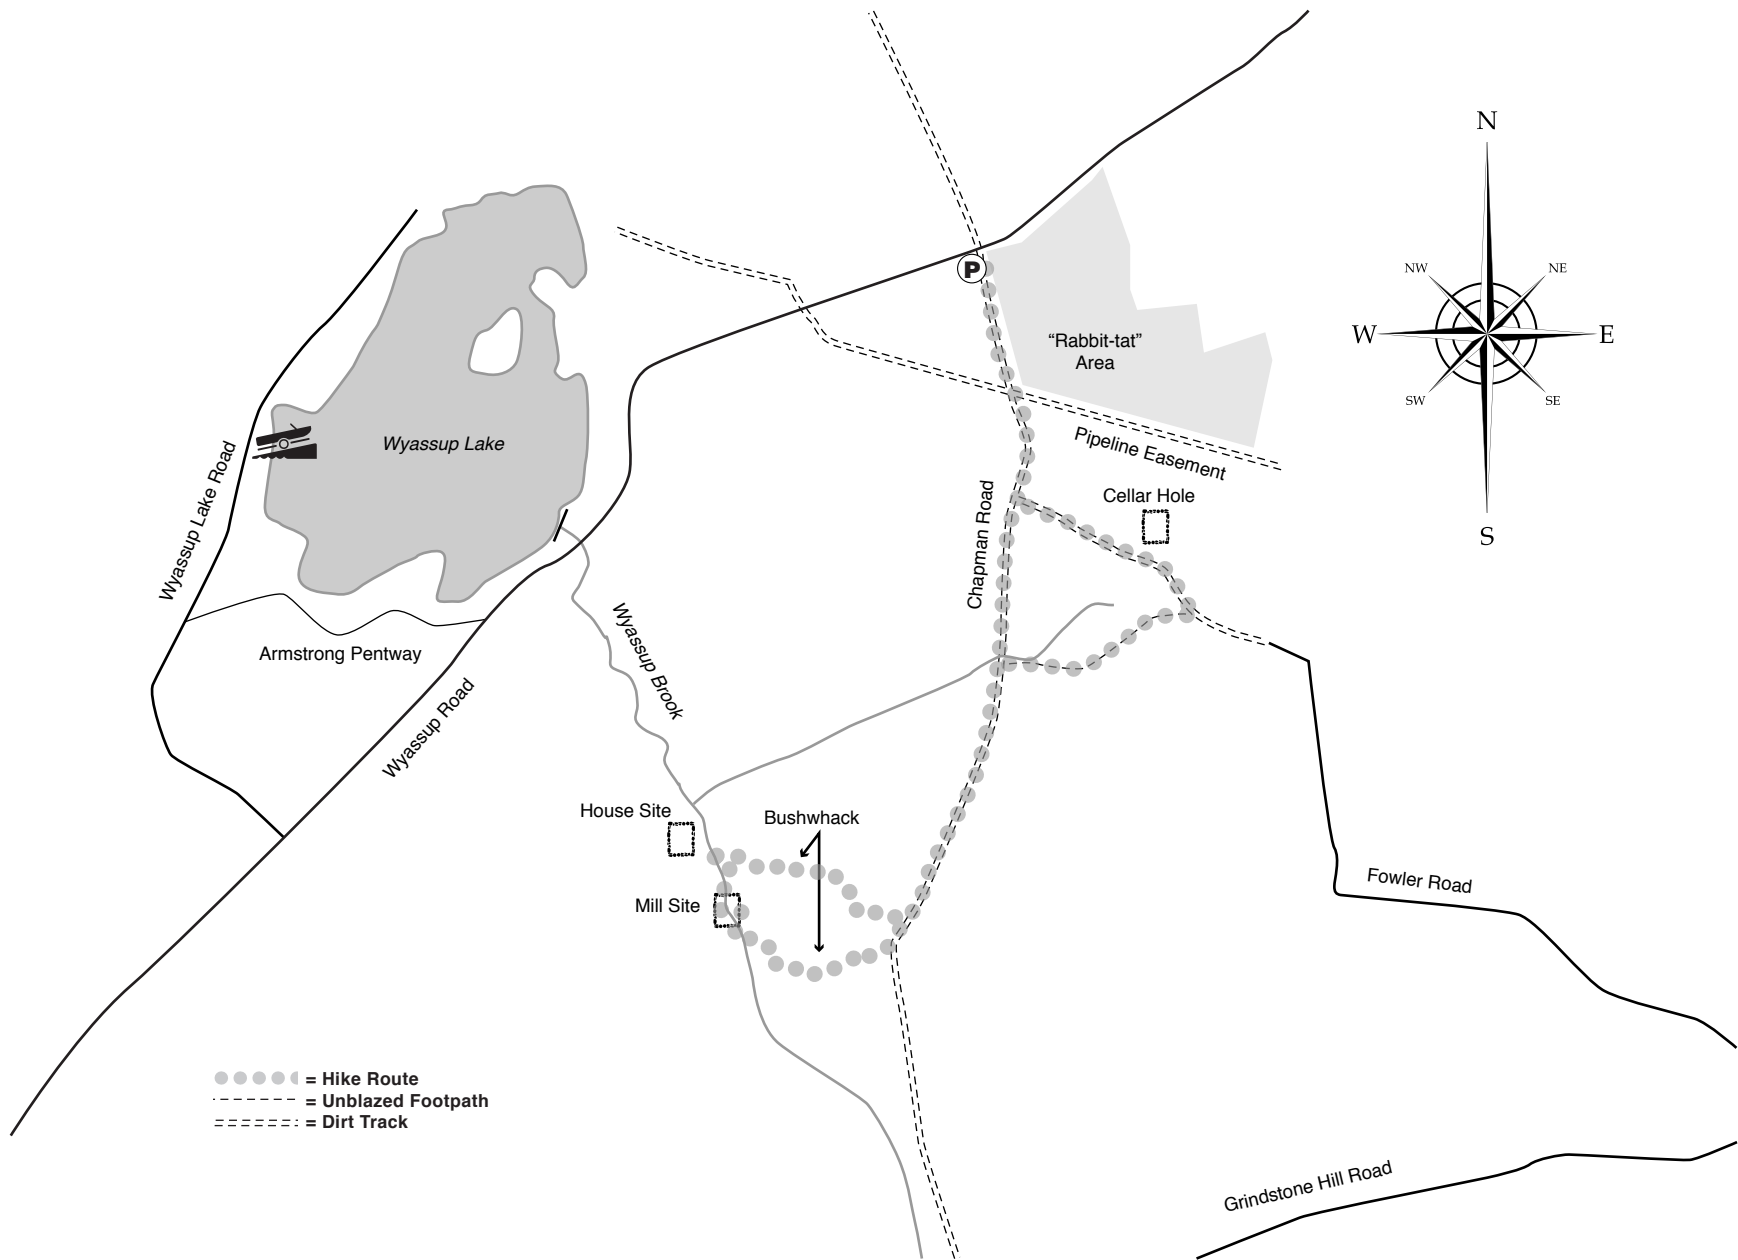 N
NW
NE
W
E
SW
SE
S
P
“Rabbit-tat”
Area
Wyassup Lake
Pipeline Easement
Cellar Hole
Wyassup Lake Road
Chapman Road
Wyassup Brook
Armstrong Pentway
Wyassup Road
House Site
Bushwhack
Mill Site
Fowler Road
= Hike Route
= Unblazed Footpath
= Dirt Track
Grindstone Hill Road